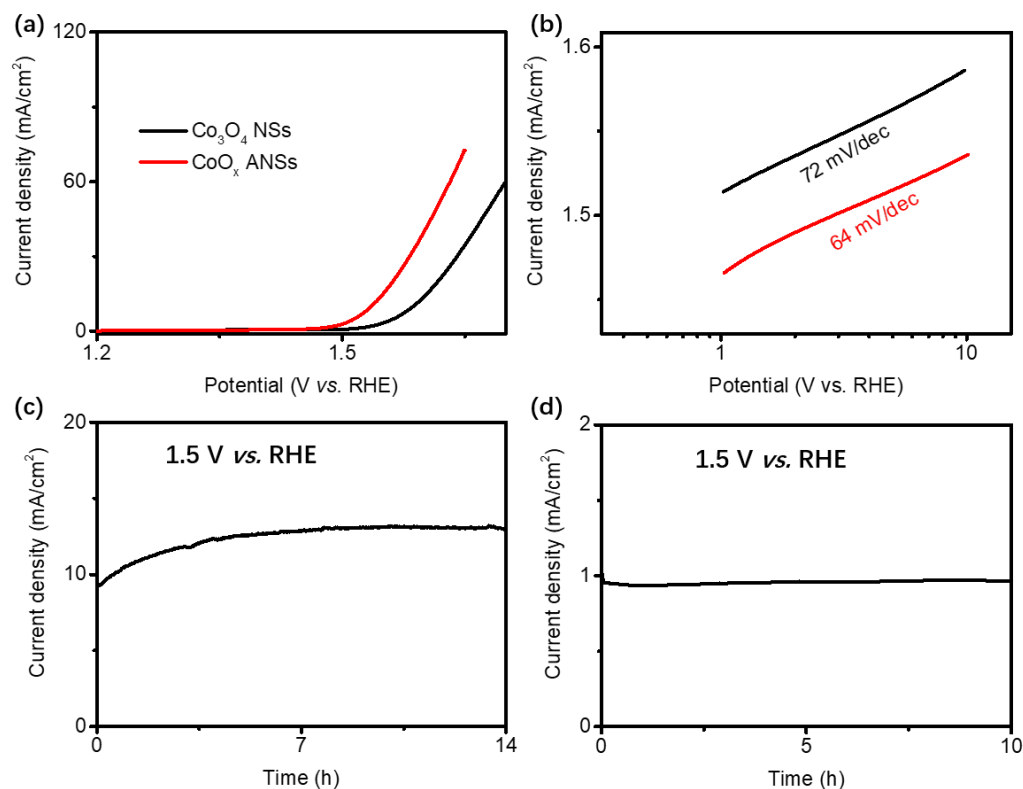 (a)
120
60
0
1.2
1.5
Current density (mA/cm²)
Potential (V vs. RHE)
Co₃O₄ NSs
CoOₓ ANSs
(b)
1.6
1.5
1
10
Current density (mA/cm²)
Potential (V vs. RHE)
72 mV/dec
64 mV/dec
(c)
20
10
0
0
7
14
Current density (mA/cm²)
Time (h)
1.5 V vs. RHE
(d)
2
1
0
0
5
10
Current density (mA/cm²)
Time (h)
1.5 V vs. RHE